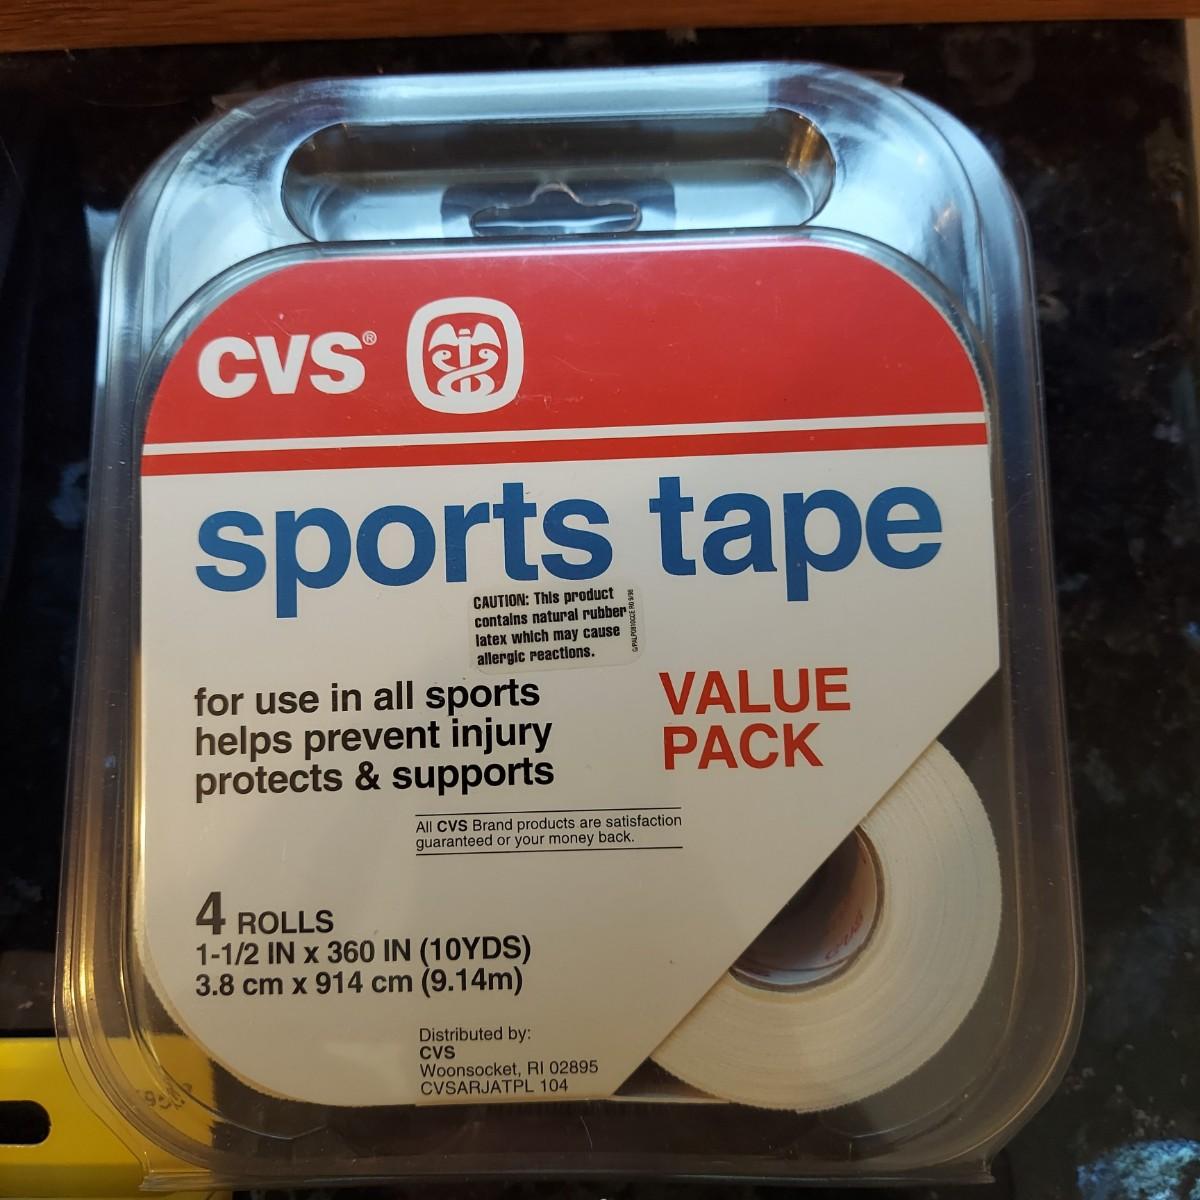 CVS®
sports tape
CAUTION: This product
contains natural rubber
latex which may cause
allergic reactions.
for use in all sports
helps prevent injury
protects & supports
VALUE
PACK
All CVS Brand products are satisfaction
guaranteed or your money back.
4 ROLLS
1-1/2 IN x 360 IN (10YDS)
3.8 cm x 914 cm (9.14m)
Distributed by:
CVS
Woonsocket, RI 02895
CVSARJATPL 104